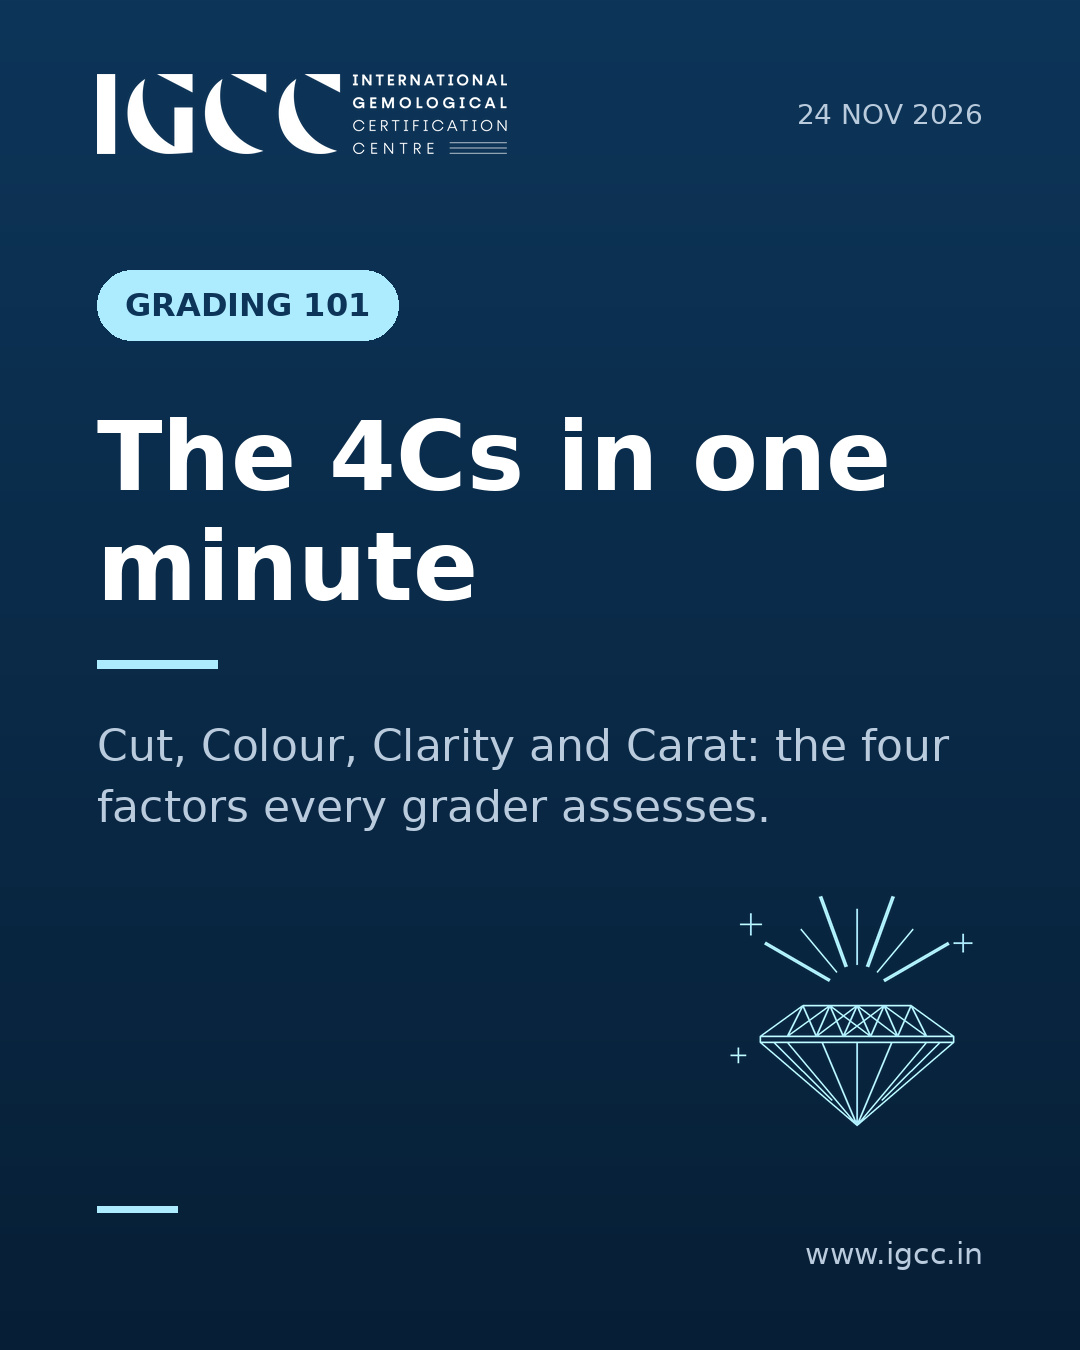 IGCC
INTERNATIONAL
GEMOLOGICAL
CERTIFICATION
CENTRE
24 NOV 2026
GRADING 101
The 4Cs in one
minute
Cut, Colour, Clarity and Carat: the four
factors every grader assesses.
www.igcc.in